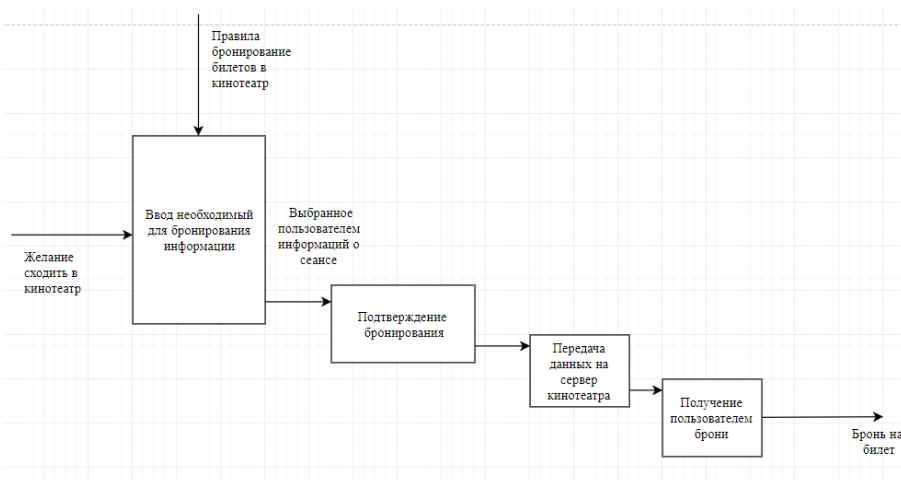 Правила
бронирование
билетов в
кинотеатр
Ввод необходимый
для бронирования
информации
Выбранное
пользователем
информаций о
сеансе
Желание
сходить в
кинотеатр
Подтверждение
бронирования
Передача
данных на
сервер
кинотеатра
Получение
пользователем
брони
Бронь на
билет